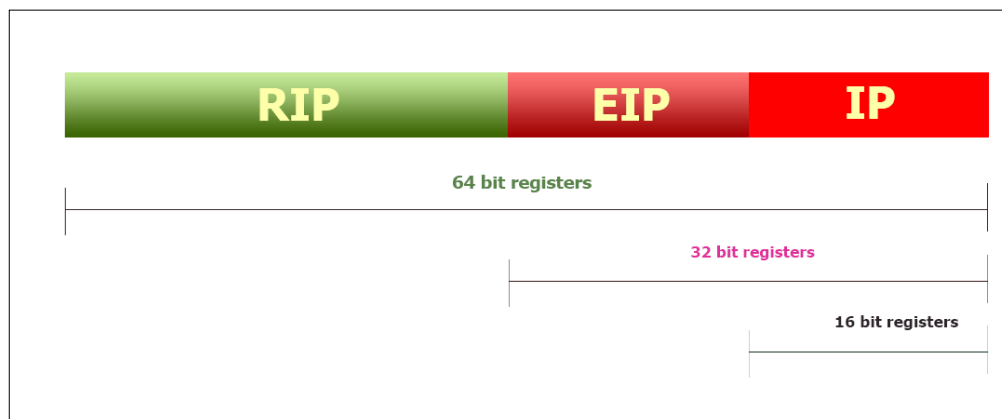 RIP EIP IP
64 bit registers
32 bit registers
16 bit registers